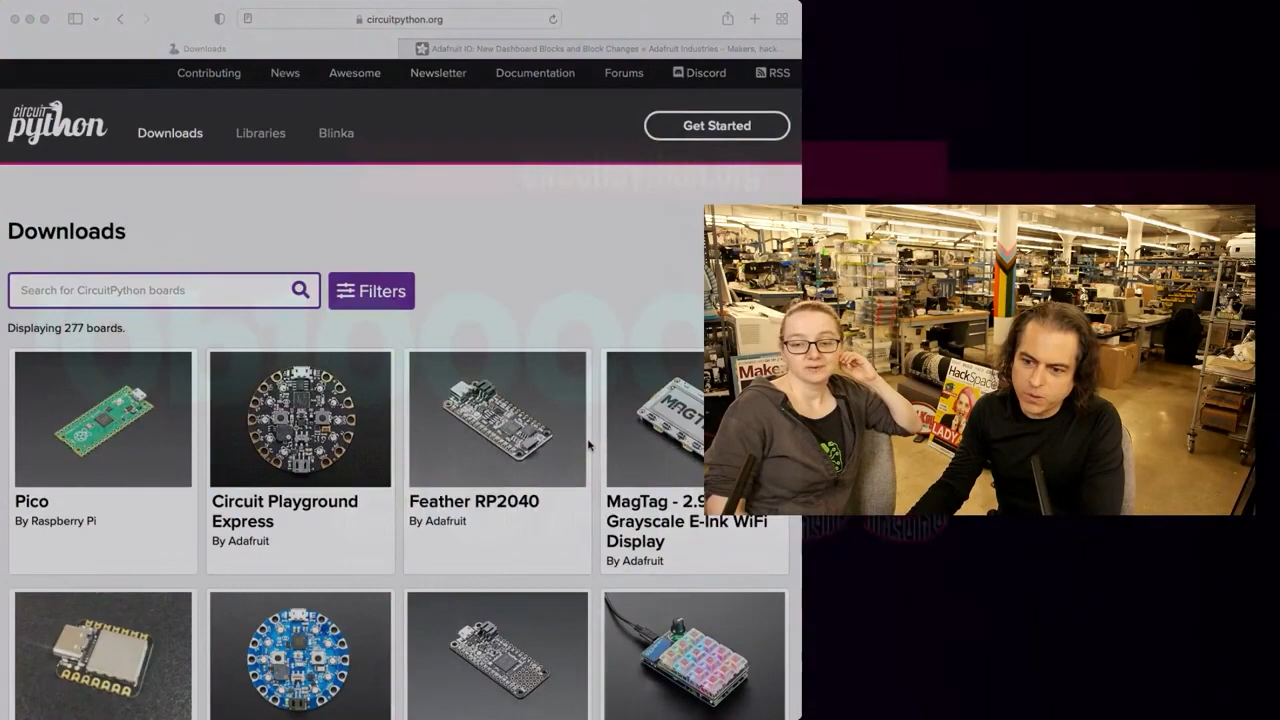 circuitpython.org
Downloads
Adafruit IO: New Dashboard Blocks and Block Changes « Adafruit Industries – Makers, hack...
Contributing
News
Awesome
Newsletter
Documentation
Forums
Discord
RSS
circuit
python
Downloads
Libraries
Blinka
Get Started
Downloads
Search for CircuitPython boards
Filters
Displaying 277 boards.
Pico
By Raspberry Pi
Circuit Playground
Express
By Adafruit
Feather RP2040
By Adafruit
MAGT
MagTag - 2.9
Grayscale E-Ink WiFi
Display
By Adafruit
Make:
HackSpace
LADY